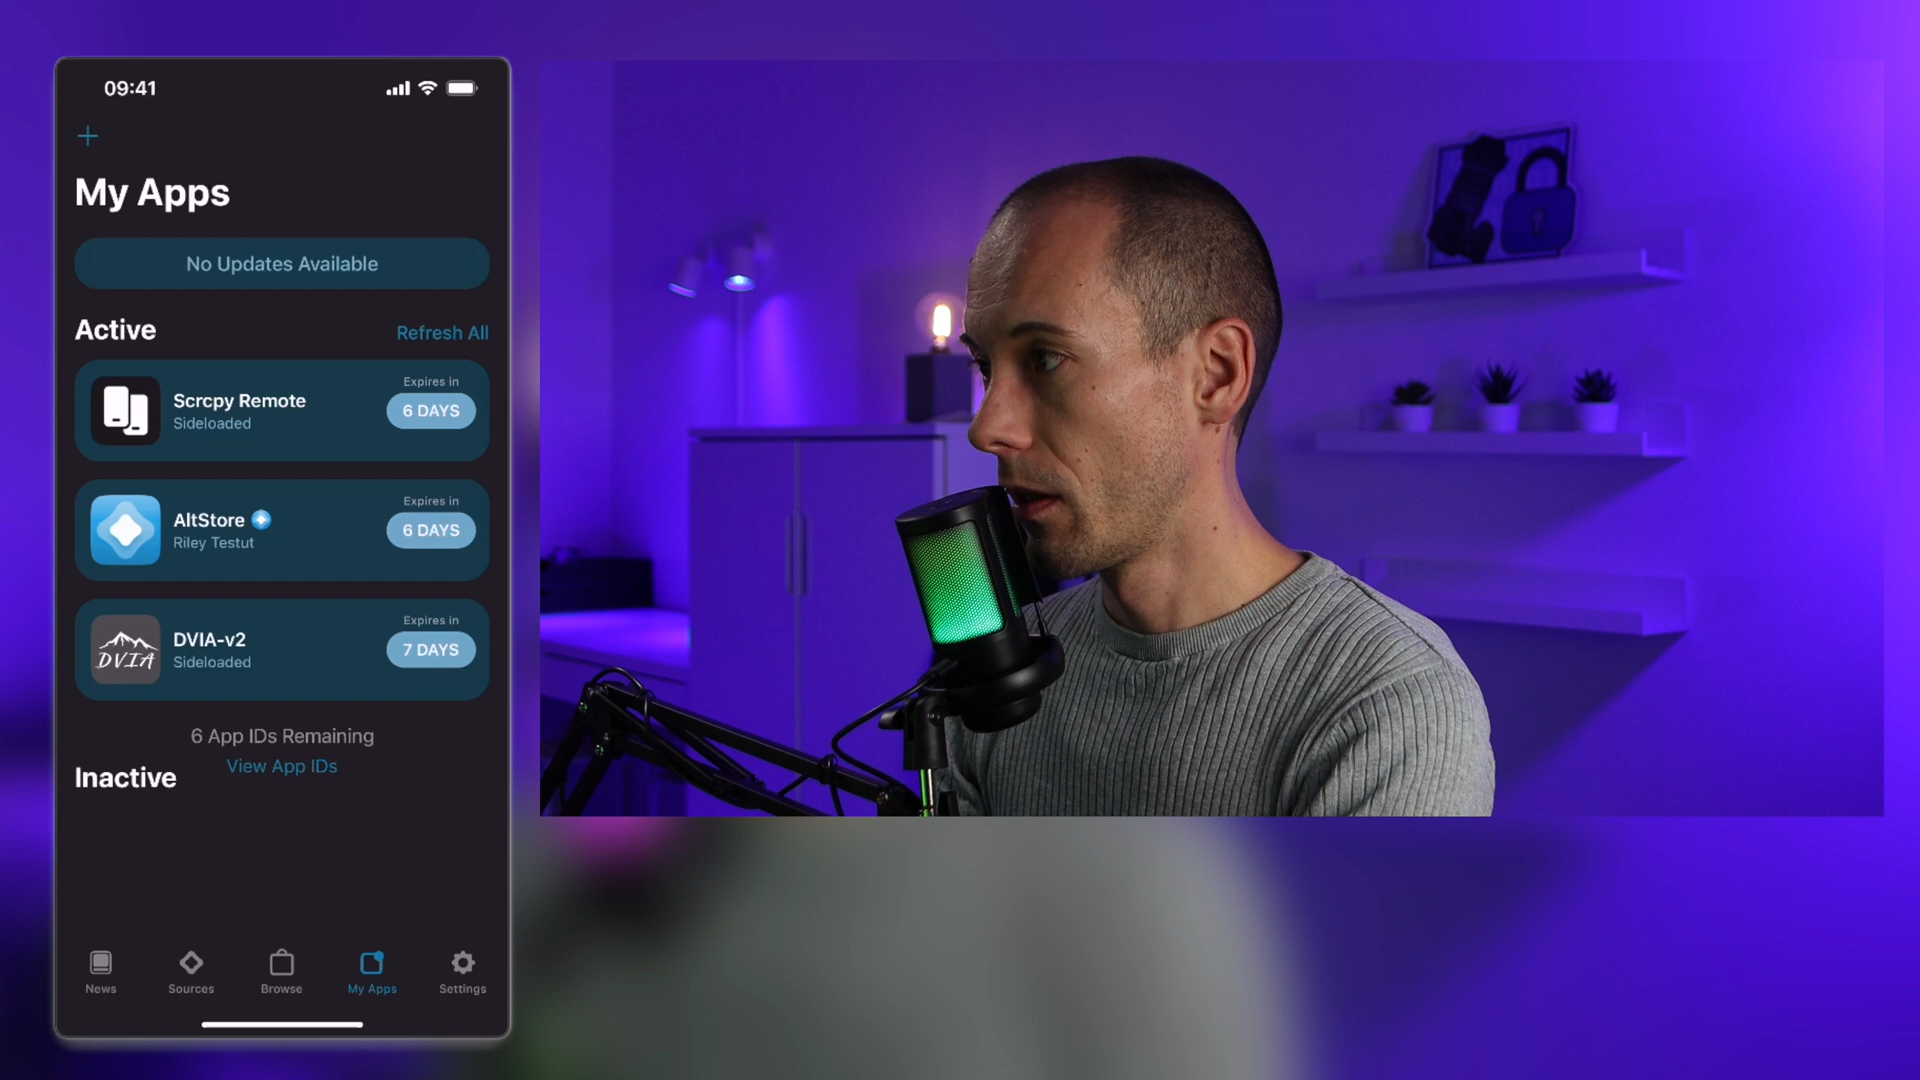 09:41
My Apps
No Updates Available
Active
Refresh All
Scrcpy Remote
Sideloaded
Expires in
6 DAYS
AltStore
Riley Testut
Expires in
6 DAYS
DVIA
DVIA-v2
Sideloaded
Expires in
7 DAYS
6 App IDs Remaining
View App IDs
Inactive
News
Sources
Browse
My Apps
Settings